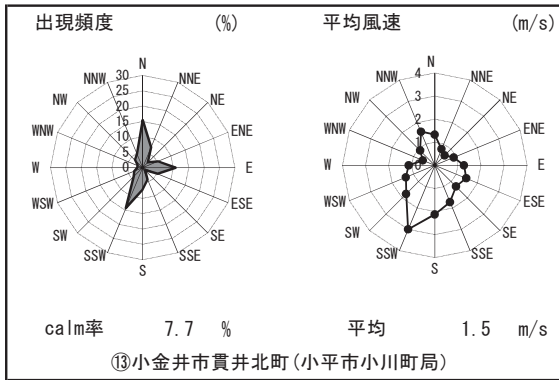 出現頻度 (%) 平均風速 (m/s)
N N
NNW NNE NNW NNE
NW NE NW NE
WNW ENE WNW ENE
W E W E
WSW ESE WSW ESE
SW SE SW SE
SSW SSE SSW SSE
S S
30
25
20
15
10
5
0
4
3
2
1
0
calm率 7.7 % 平均 1.5 m/s
⑬小金井市貫井北町(小平市小川町局)